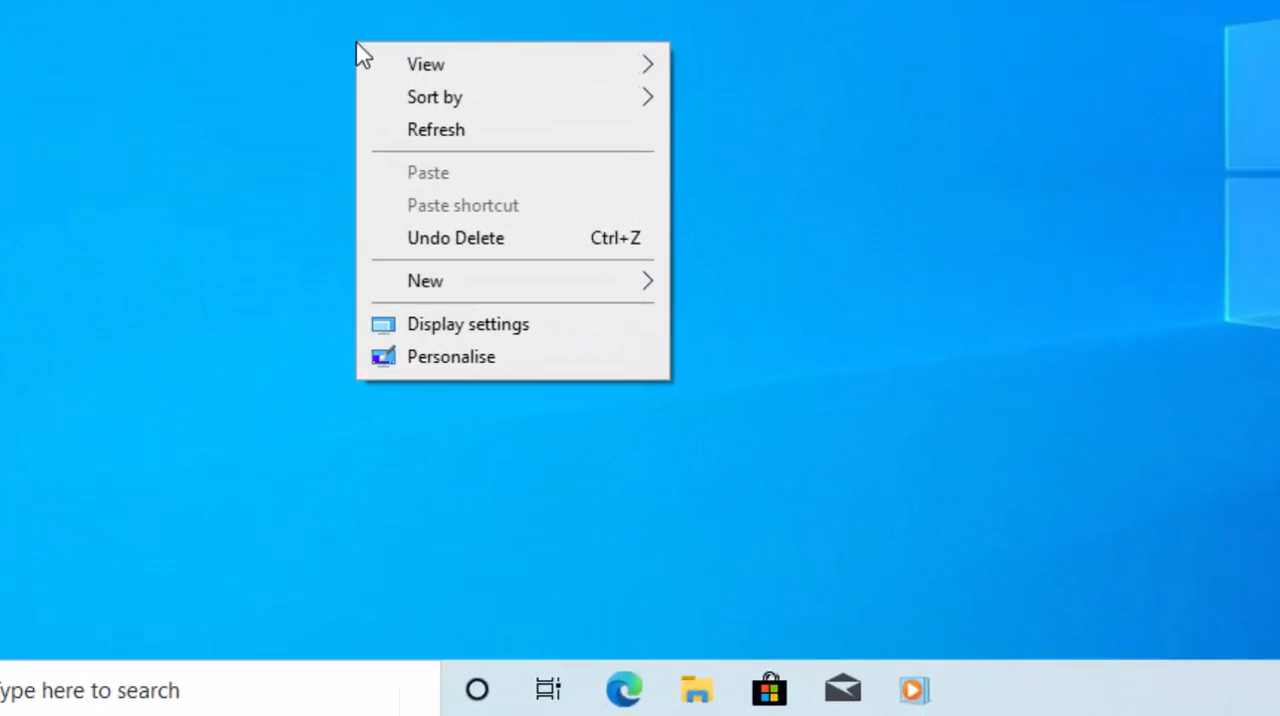 View
Sort by
Refresh
Paste
Paste shortcut
Undo Delete Ctrl+Z
New
Display settings
Personalise
ype here to search